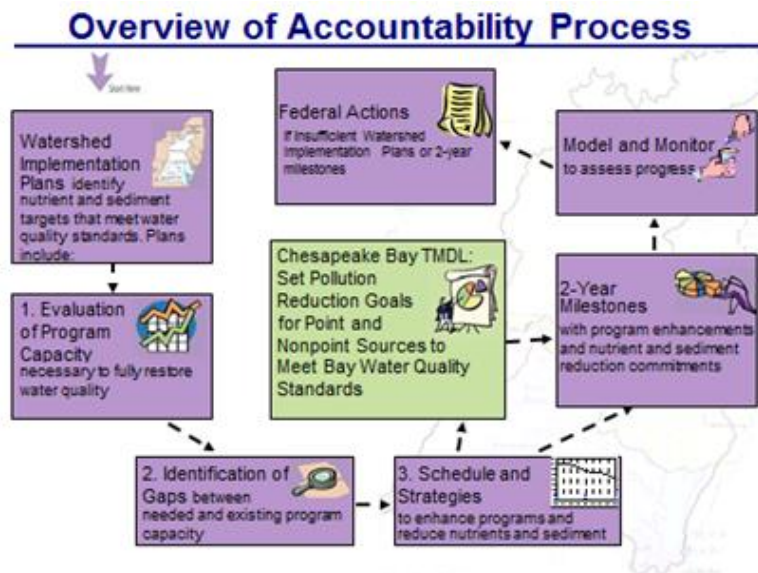 Overview of Accountability Process
Start Here
Watershed
Implementation
Plans identify
nutrient and sediment
targets that meet water
quality standards. Plans
include:
1. Evaluation
of Program
Capacity
necessary to fully restore
water quality
2. Identification of
Gaps between
needed and existing program
capacity
3. Schedule and
Strategies
to enhance programs and
reduce nutrients and sediment
Chesapeake Bay TMDL:
Set Pollution
Reduction Goals
for Point and
Nonpoint Sources to
Meet Bay Water Quality
Standards
2-Year
Milestones
with program enhancements
and nutrient and sediment
reduction commitments
Model and Monitor
to assess progress
Federal Actions
If Insufficient Watershed
Implementation Plans or 2-year
milestones